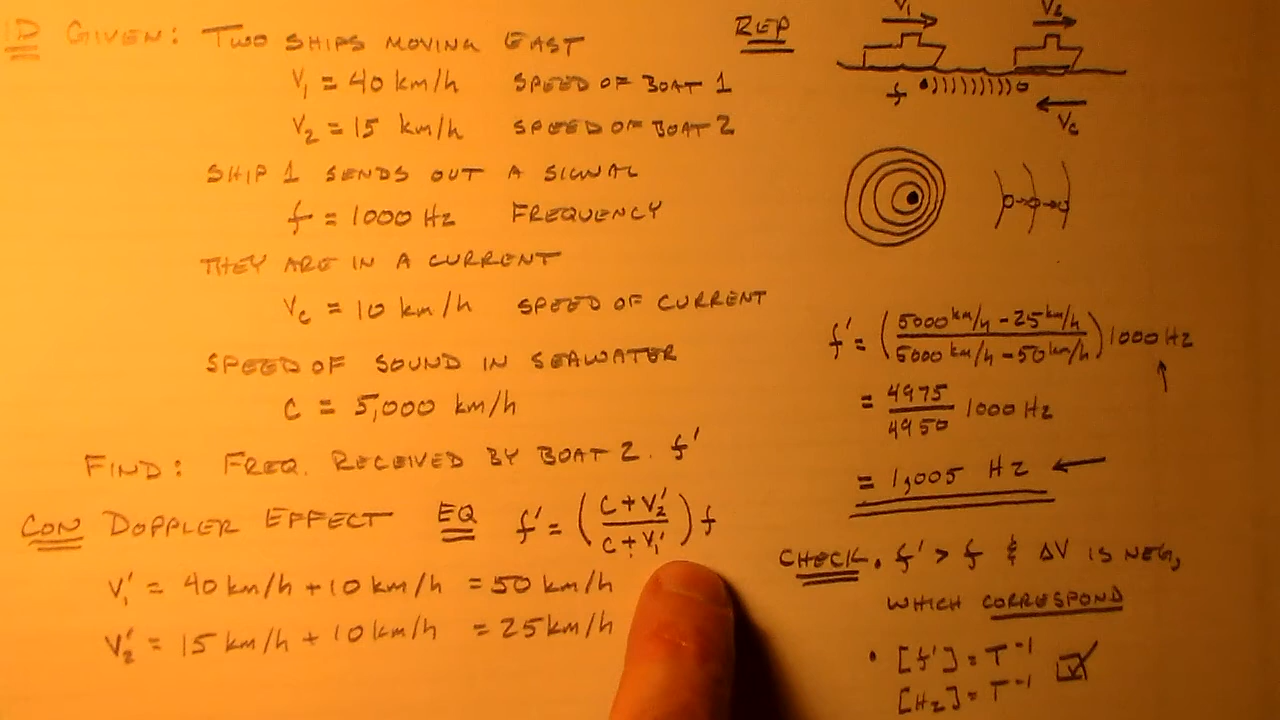 ID GIVEN: TWO SHIPS MOVING EAST
V₁ = 40 km/h SPEED OF BOAT 1
V₂ = 15 km/h SPEED OF BOAT 2
SHIP 1 SENDS OUT A SIGNAL
f = 1000 Hz FREQUENCY
THEY ARE IN A CURRENT
Vc = 10 km/h SPEED OF CURRENT
SPEED OF SOUND IN SEAWATER
C = 5,000 km/h
FIND: FREQ. RECEIVED BY BOAT 2. f'
CON DOPPLER EFFECT EQ f' = ((C + V₂')/(C + V₁')) f
V₁' = 40 km/h + 10 km/h = 50 km/h
V₂' = 15 km/h + 10 km/h = 25 km/h
REP
V₁ V₂
f
Vc
f' = ((5000 km/h - 25 km/h)/(5000 km/h - 50 km/h)) 1000 Hz
= 4975/4950 1000 Hz
= 1,005 Hz
CHECK. f' > f & ΔV IS NEG,
WHICH CORRESPOND
• [f'] = T⁻¹
[Hz] = T⁻¹